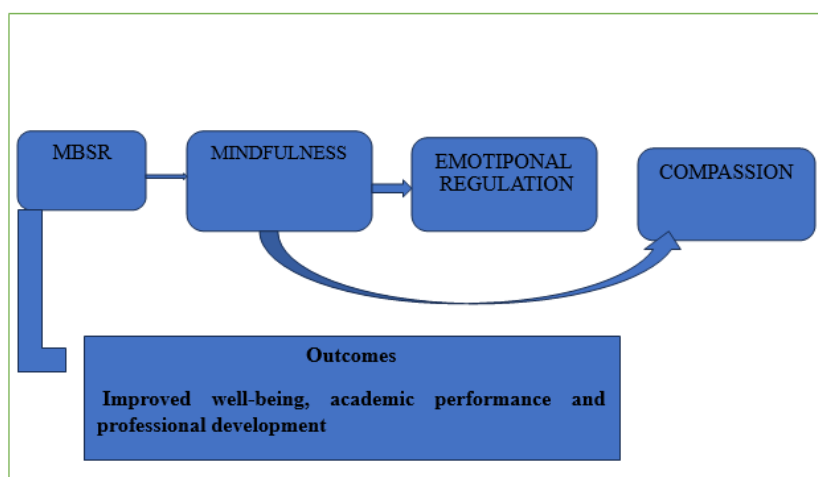 MBSR
MINDFULNESS
EMOTIPONAL
REGULATION
COMPASSION
Outcomes
Improved well-being, academic performance and
professional development